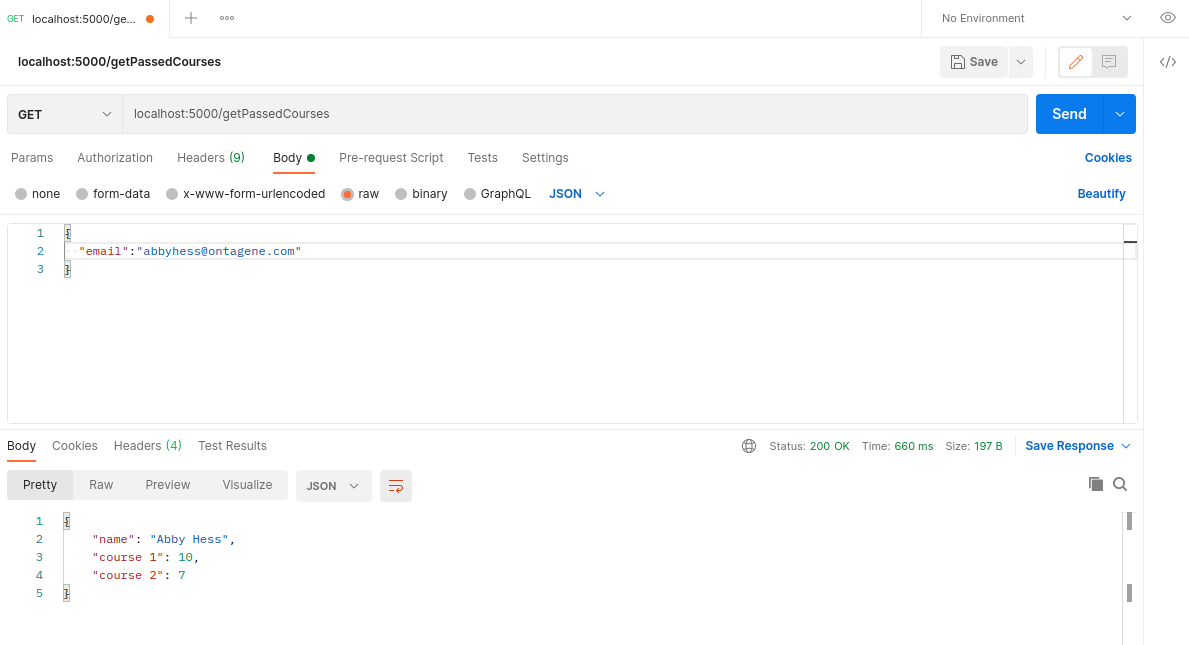 GET localhost:5000/ge... No Environment
localhost:5000/getPassedCourses Save </>
GET localhost:5000/getPassedCourses Send
Params Authorization Headers (9) Body Pre-request Script Tests Settings Cookies
none form-data x-www-form-urlencoded raw binary GraphQL JSON Beautify
1 {
2 "email":"abbyhess@ontagene.com"
3 }
Body Cookies Headers (4) Test Results Status: 200 OK Time: 660 ms Size: 197 B Save Response
Pretty Raw Preview Visualize JSON
1 {
2 "name": "Abby Hess",
3 "course 1": 10,
4 "course 2": 7
5 }